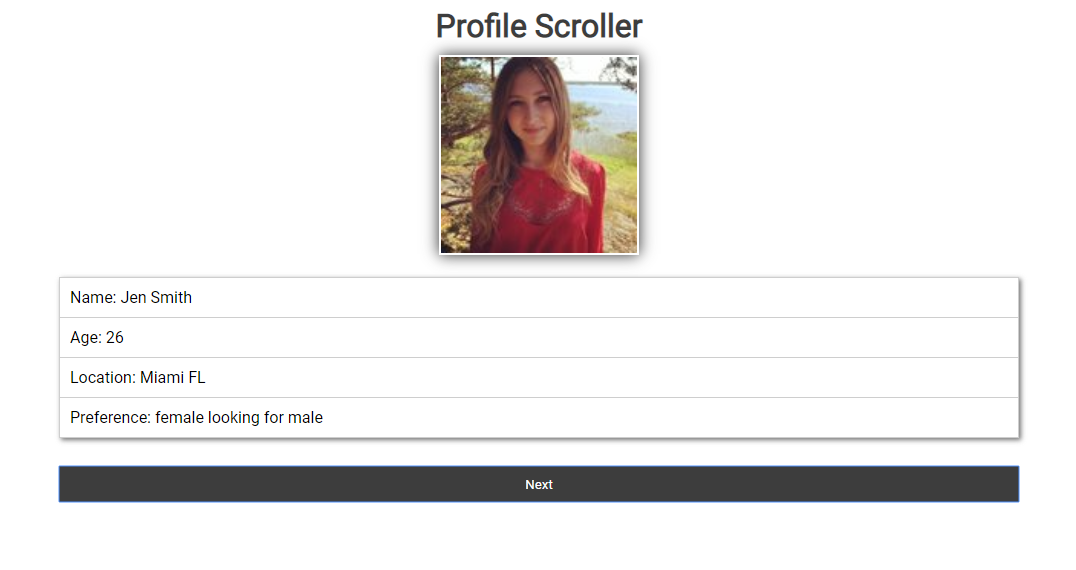 Profile Scroller
Name: Jen Smith
Age: 26
Location: Miami FL
Preference: female looking for male
Next